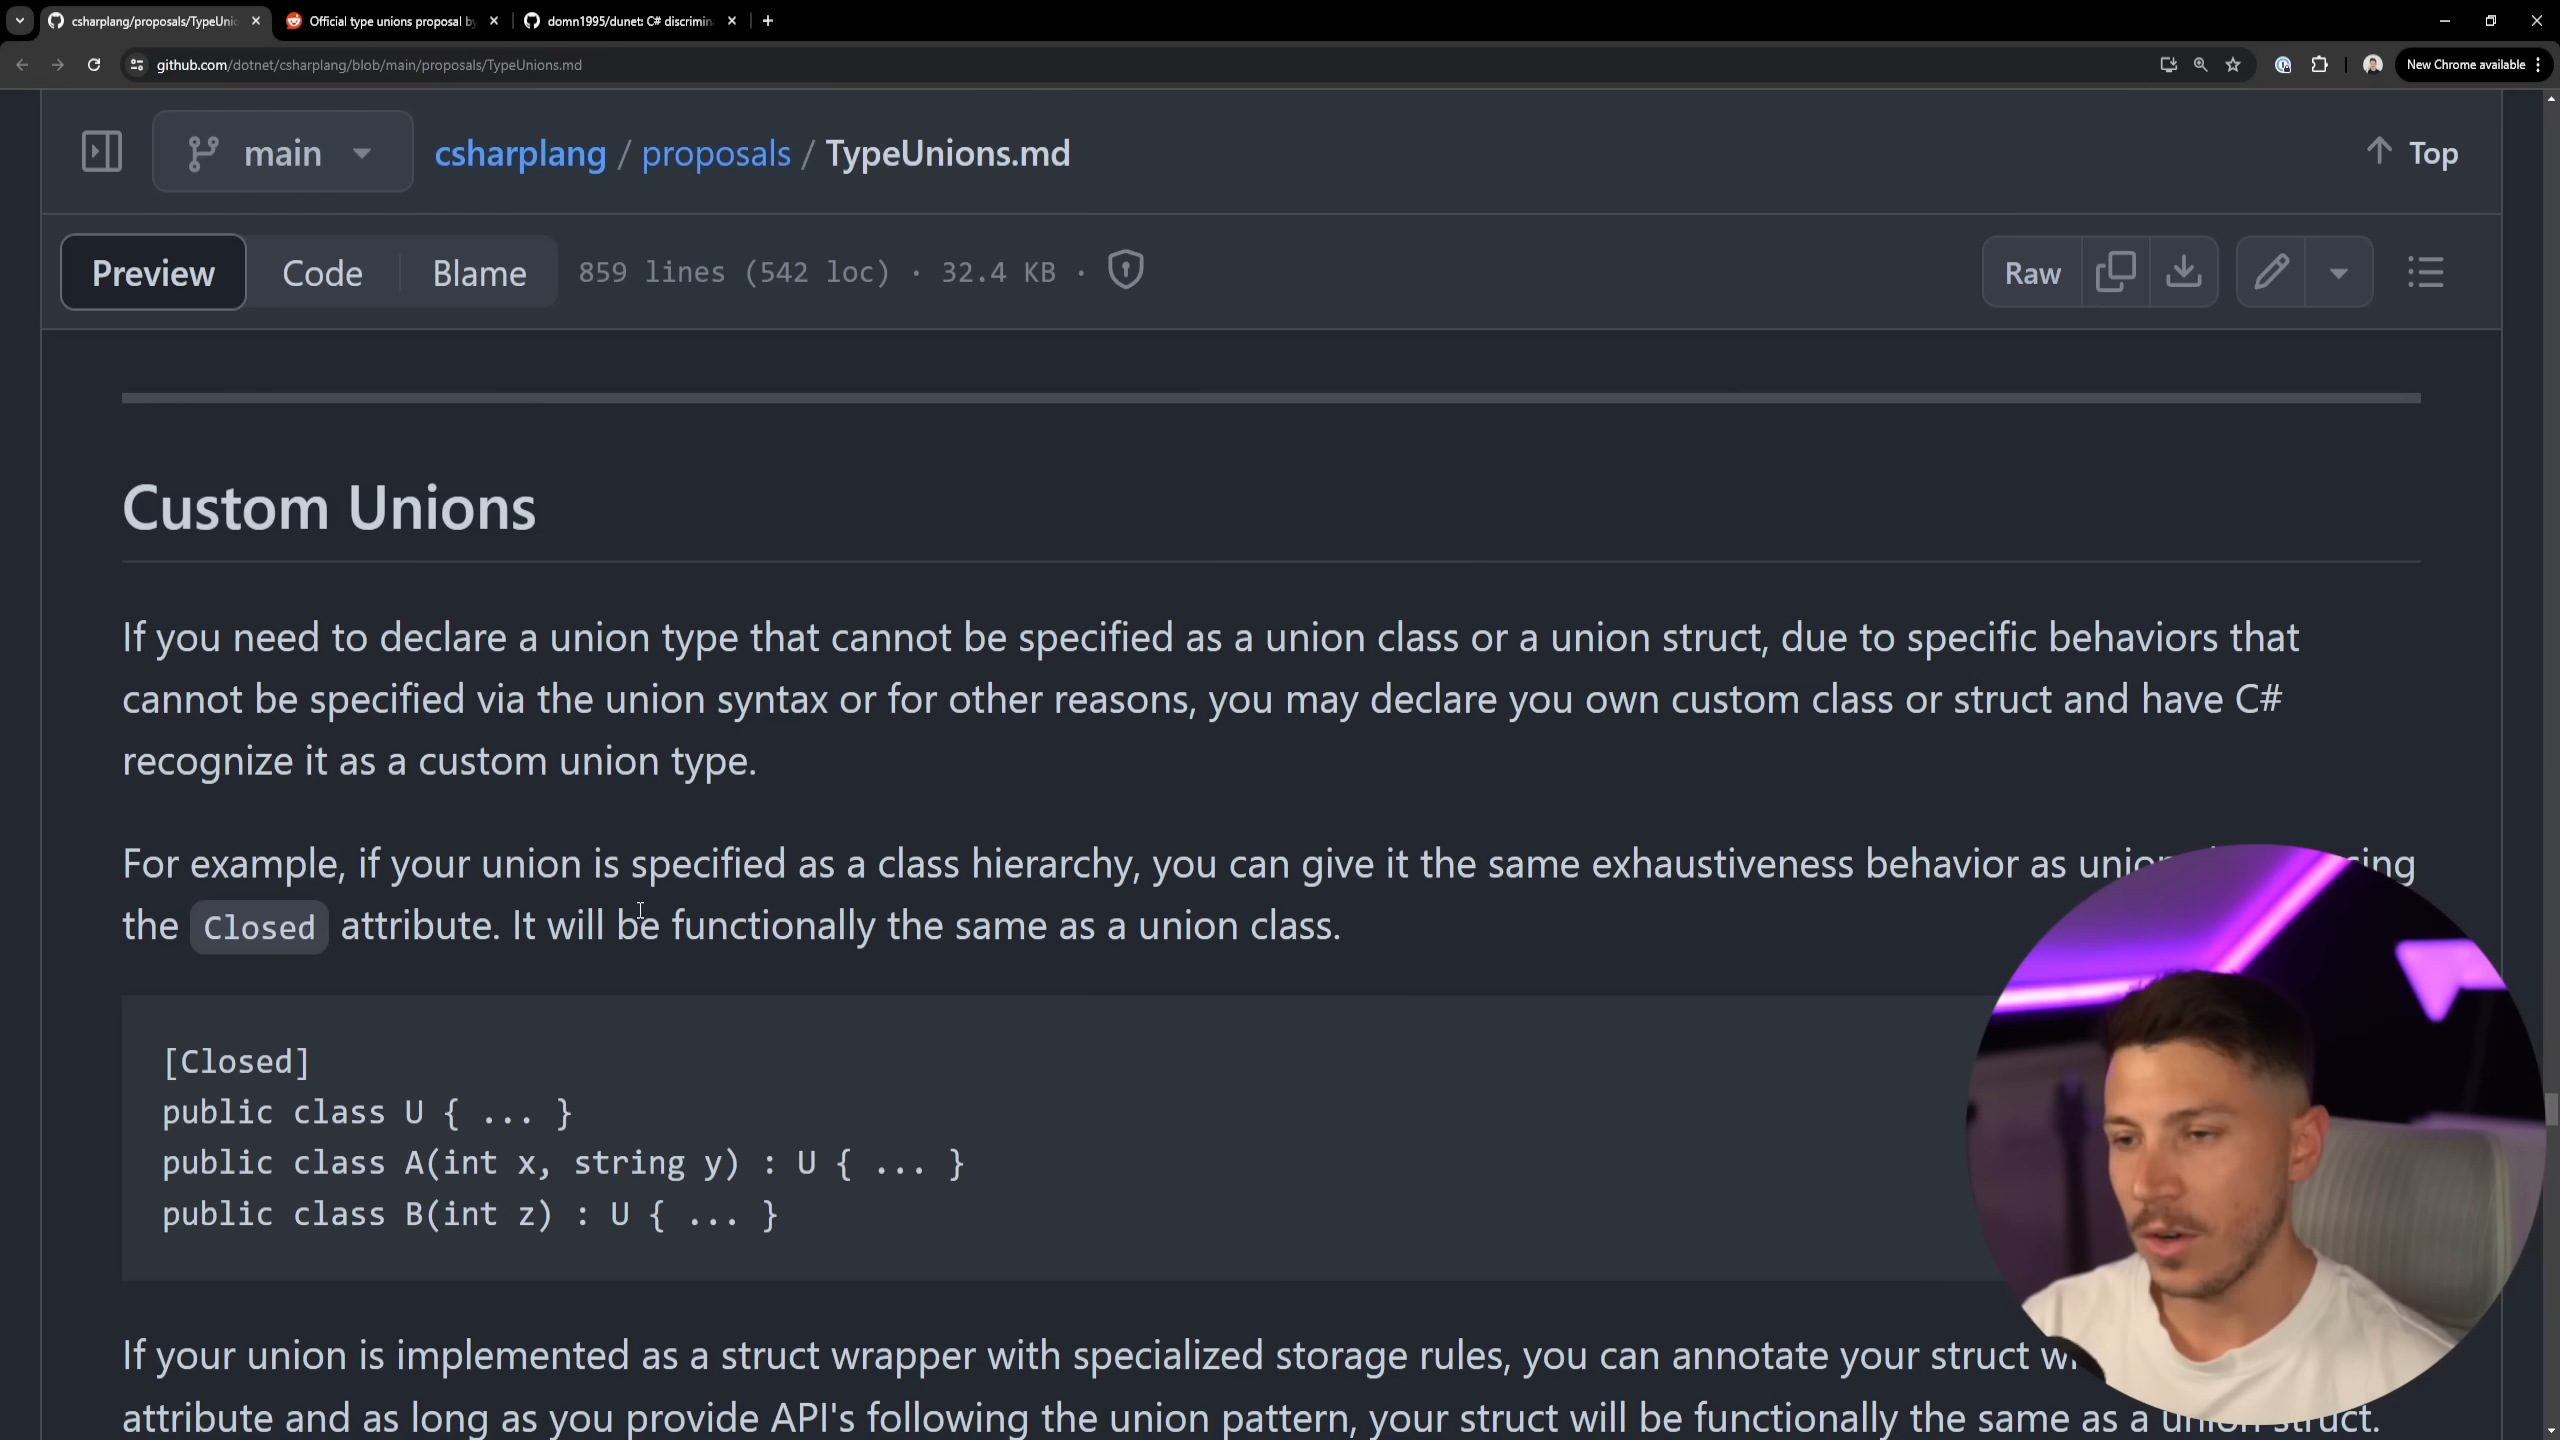 csharplang/proposals/TypeUnio
Official type unions proposal by
domn1995/dunet: C# discrimin
github.com/dotnet/csharplang/blob/main/proposals/TypeUnions.md
New Chrome available
main
csharplang / proposals / TypeUnions.md
Top
Preview
Code
Blame
859 lines (542 loc) · 32.4 KB ·
Raw
Custom Unions
If you need to declare a union type that cannot be specified as a union class or a union struct, due to specific behaviors that
cannot be specified via the union syntax or for other reasons, you may declare you own custom class or struct and have C#
recognize it as a custom union type.
For example, if your union is specified as a class hierarchy, you can give it the same exhaustiveness behavior as union
the Closed attribute. It will be functionally the same as a union class.
[Closed]
public class U { ... }
public class A(int x, string y) : U { ... }
public class B(int z) : U { ... }
If your union is implemented as a struct wrapper with specialized storage rules, you can annotate your struct
attribute and as long as you provide API's following the union pattern, your struct will be functionally the same as a union struct.